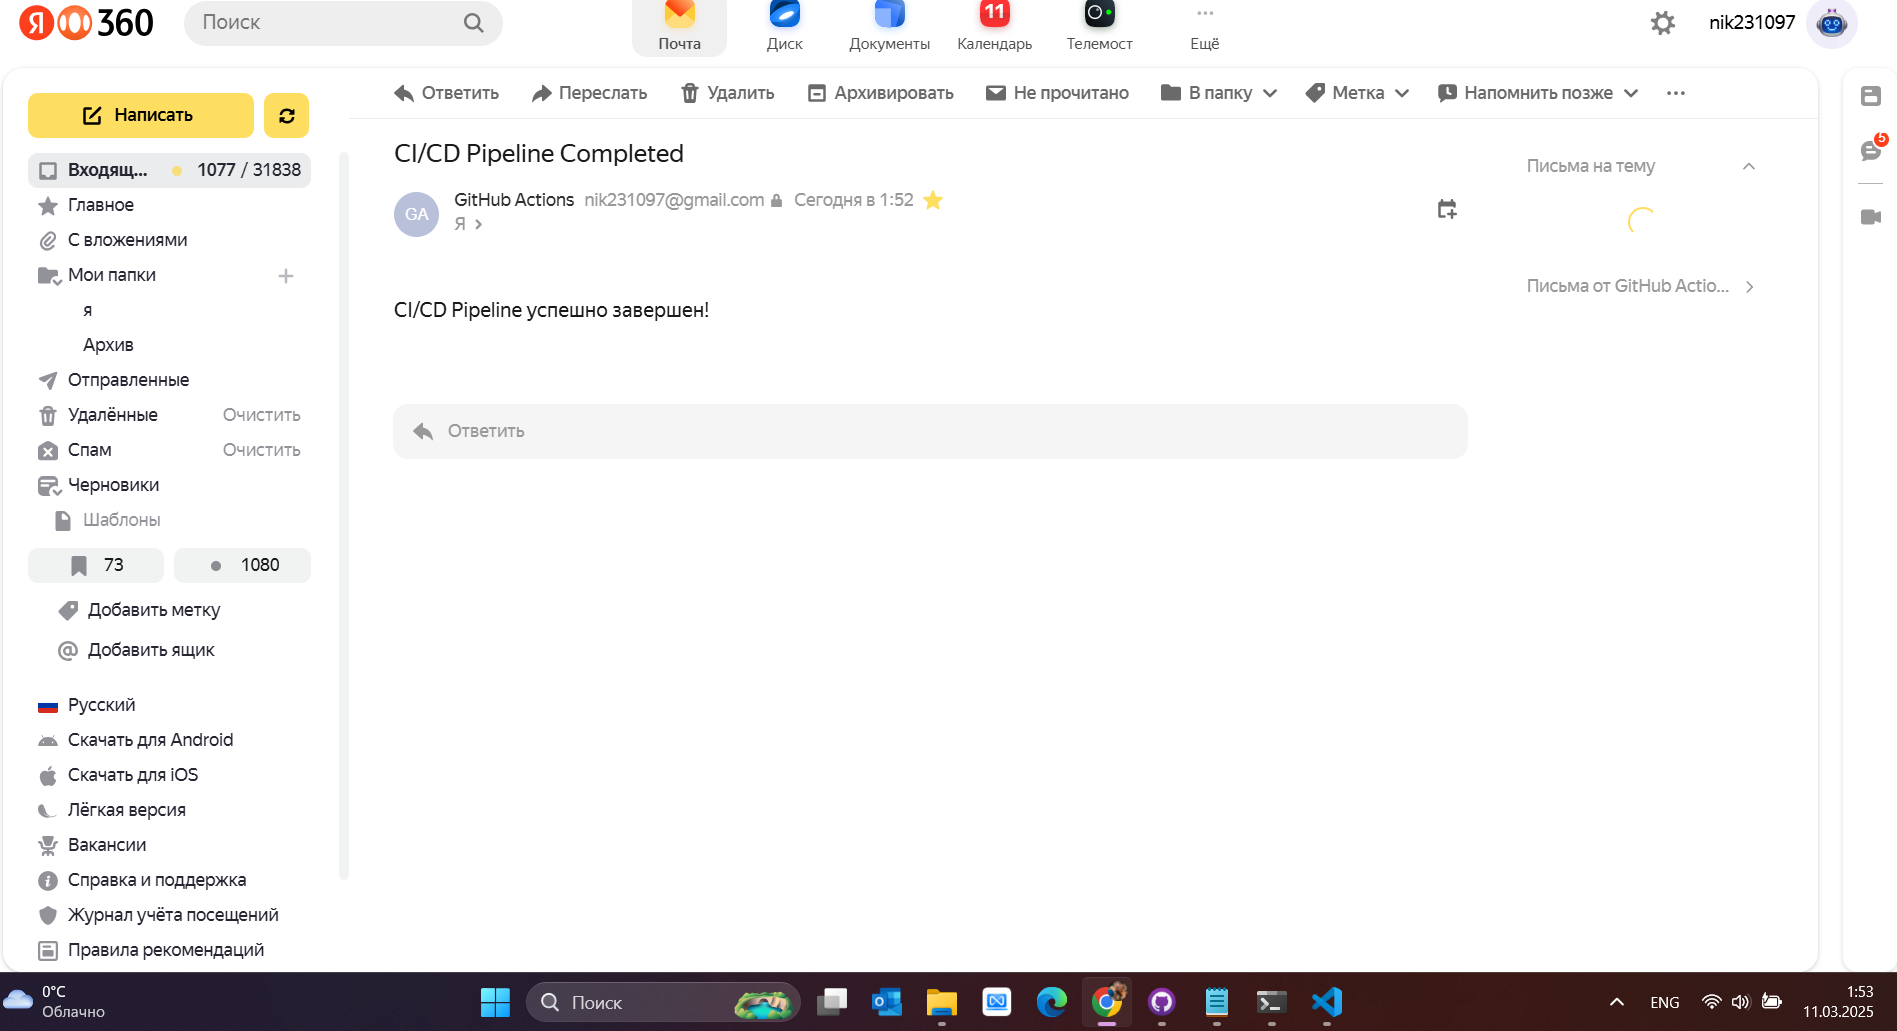 Я 360
Поиск
Почта
Диск
Документы
11
Календарь
Телемост
Ещё
nik231097
Написать
Ответить
Переслать
Удалить
Архивировать
Не прочитано
В папку
Метка
Напомнить позже
Входящ... 1077 / 31838
Главное
С вложениями
Мои папки
я
Архив
Отправленные
Удалённые Очистить
Спам Очистить
Черновики
Шаблоны
73 1080
Добавить метку
Добавить ящик
Русский
Скачать для Android
Скачать для iOS
Лёгкая версия
Вакансии
Справка и поддержка
Журнал учёта посещений
Правила рекомендаций
CI/CD Pipeline Completed
GA
GitHub Actions nik231097@gmail.com Сегодня в 1:52
Я
CI/CD Pipeline успешно завершен!
Ответить
Письма на тему
Письма от GitHub Actio...
5
0°C
Облачно
Поиск
ENG
1:53
11.03.2025